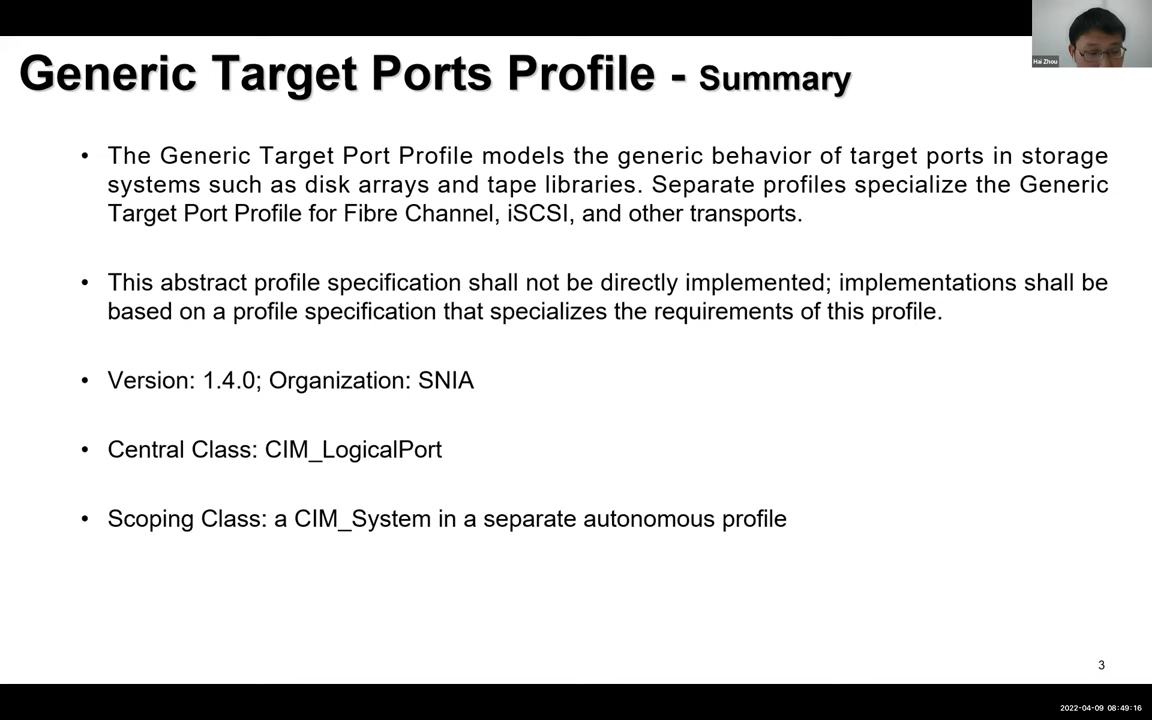 Generic Target Ports Profile - Summary
Hai Zhou
• The Generic Target Port Profile models the generic behavior of target ports in storage
systems such as disk arrays and tape libraries. Separate profiles specialize the Generic
Target Port Profile for Fibre Channel, iSCSI, and other transports.
• This abstract profile specification shall not be directly implemented; implementations shall be
based on a profile specification that specializes the requirements of this profile.
• Version: 1.4.0; Organization: SNIA
• Central Class: CIM_LogicalPort
• Scoping Class: a CIM_System in a separate autonomous profile
3
2022-04-09 08:49:16